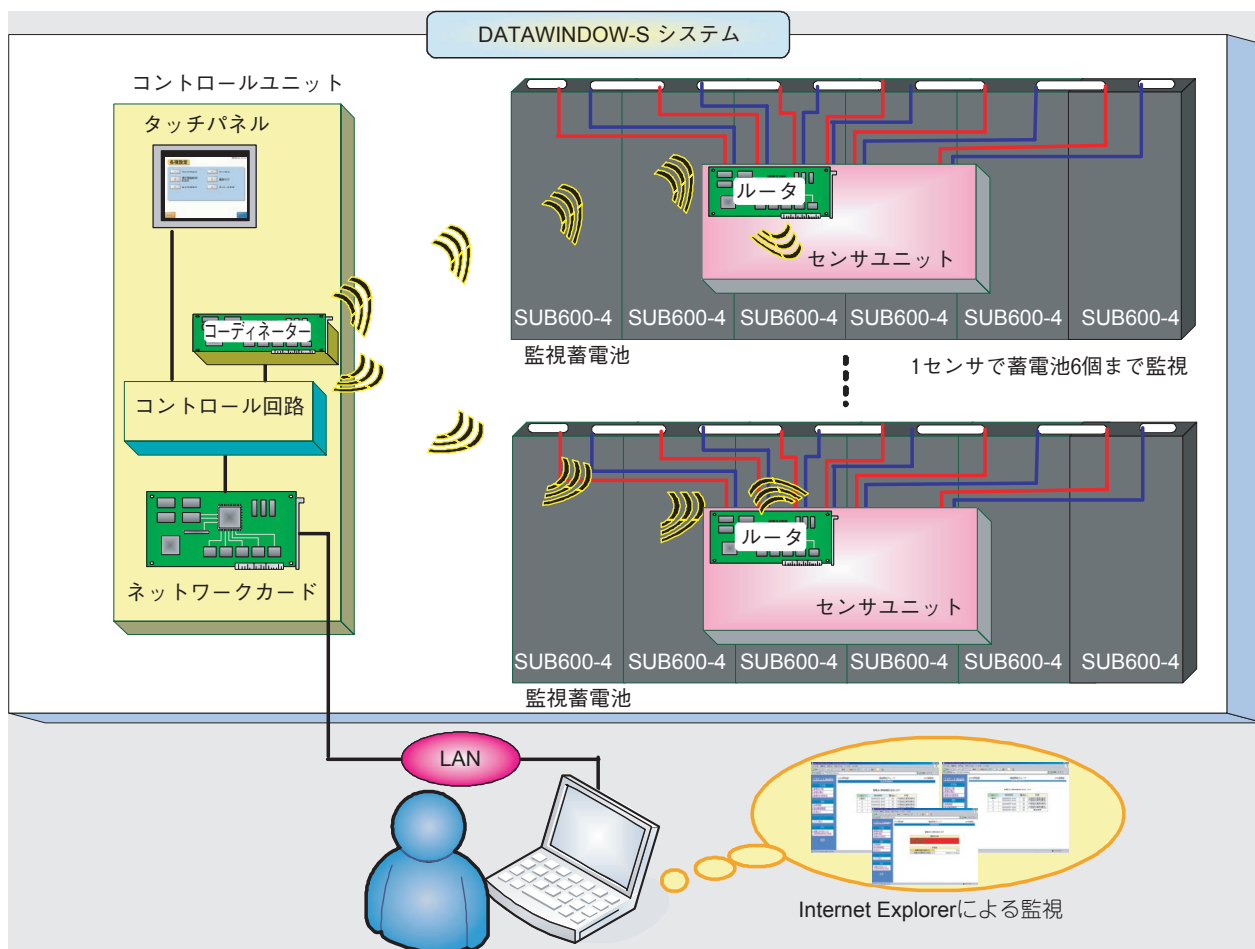 DATAWINDOW-S システム
コントロールユニット
タッチパネル
各種設定
コーディネーター
コントロール回路
ネットワークカード
ルータ
センサユニット
SUB600-4 SUB600-4 SUB600-4 SUB600-4 SUB600-4 SUB600-4
監視蓄電池
1センサで蓄電池6個まで監視
ルータ
センサユニット
SUB600-4 SUB600-4 SUB600-4 SUB600-4 SUB600-4 SUB600-4
監視蓄電池
LAN
Internet Explorerによる監視